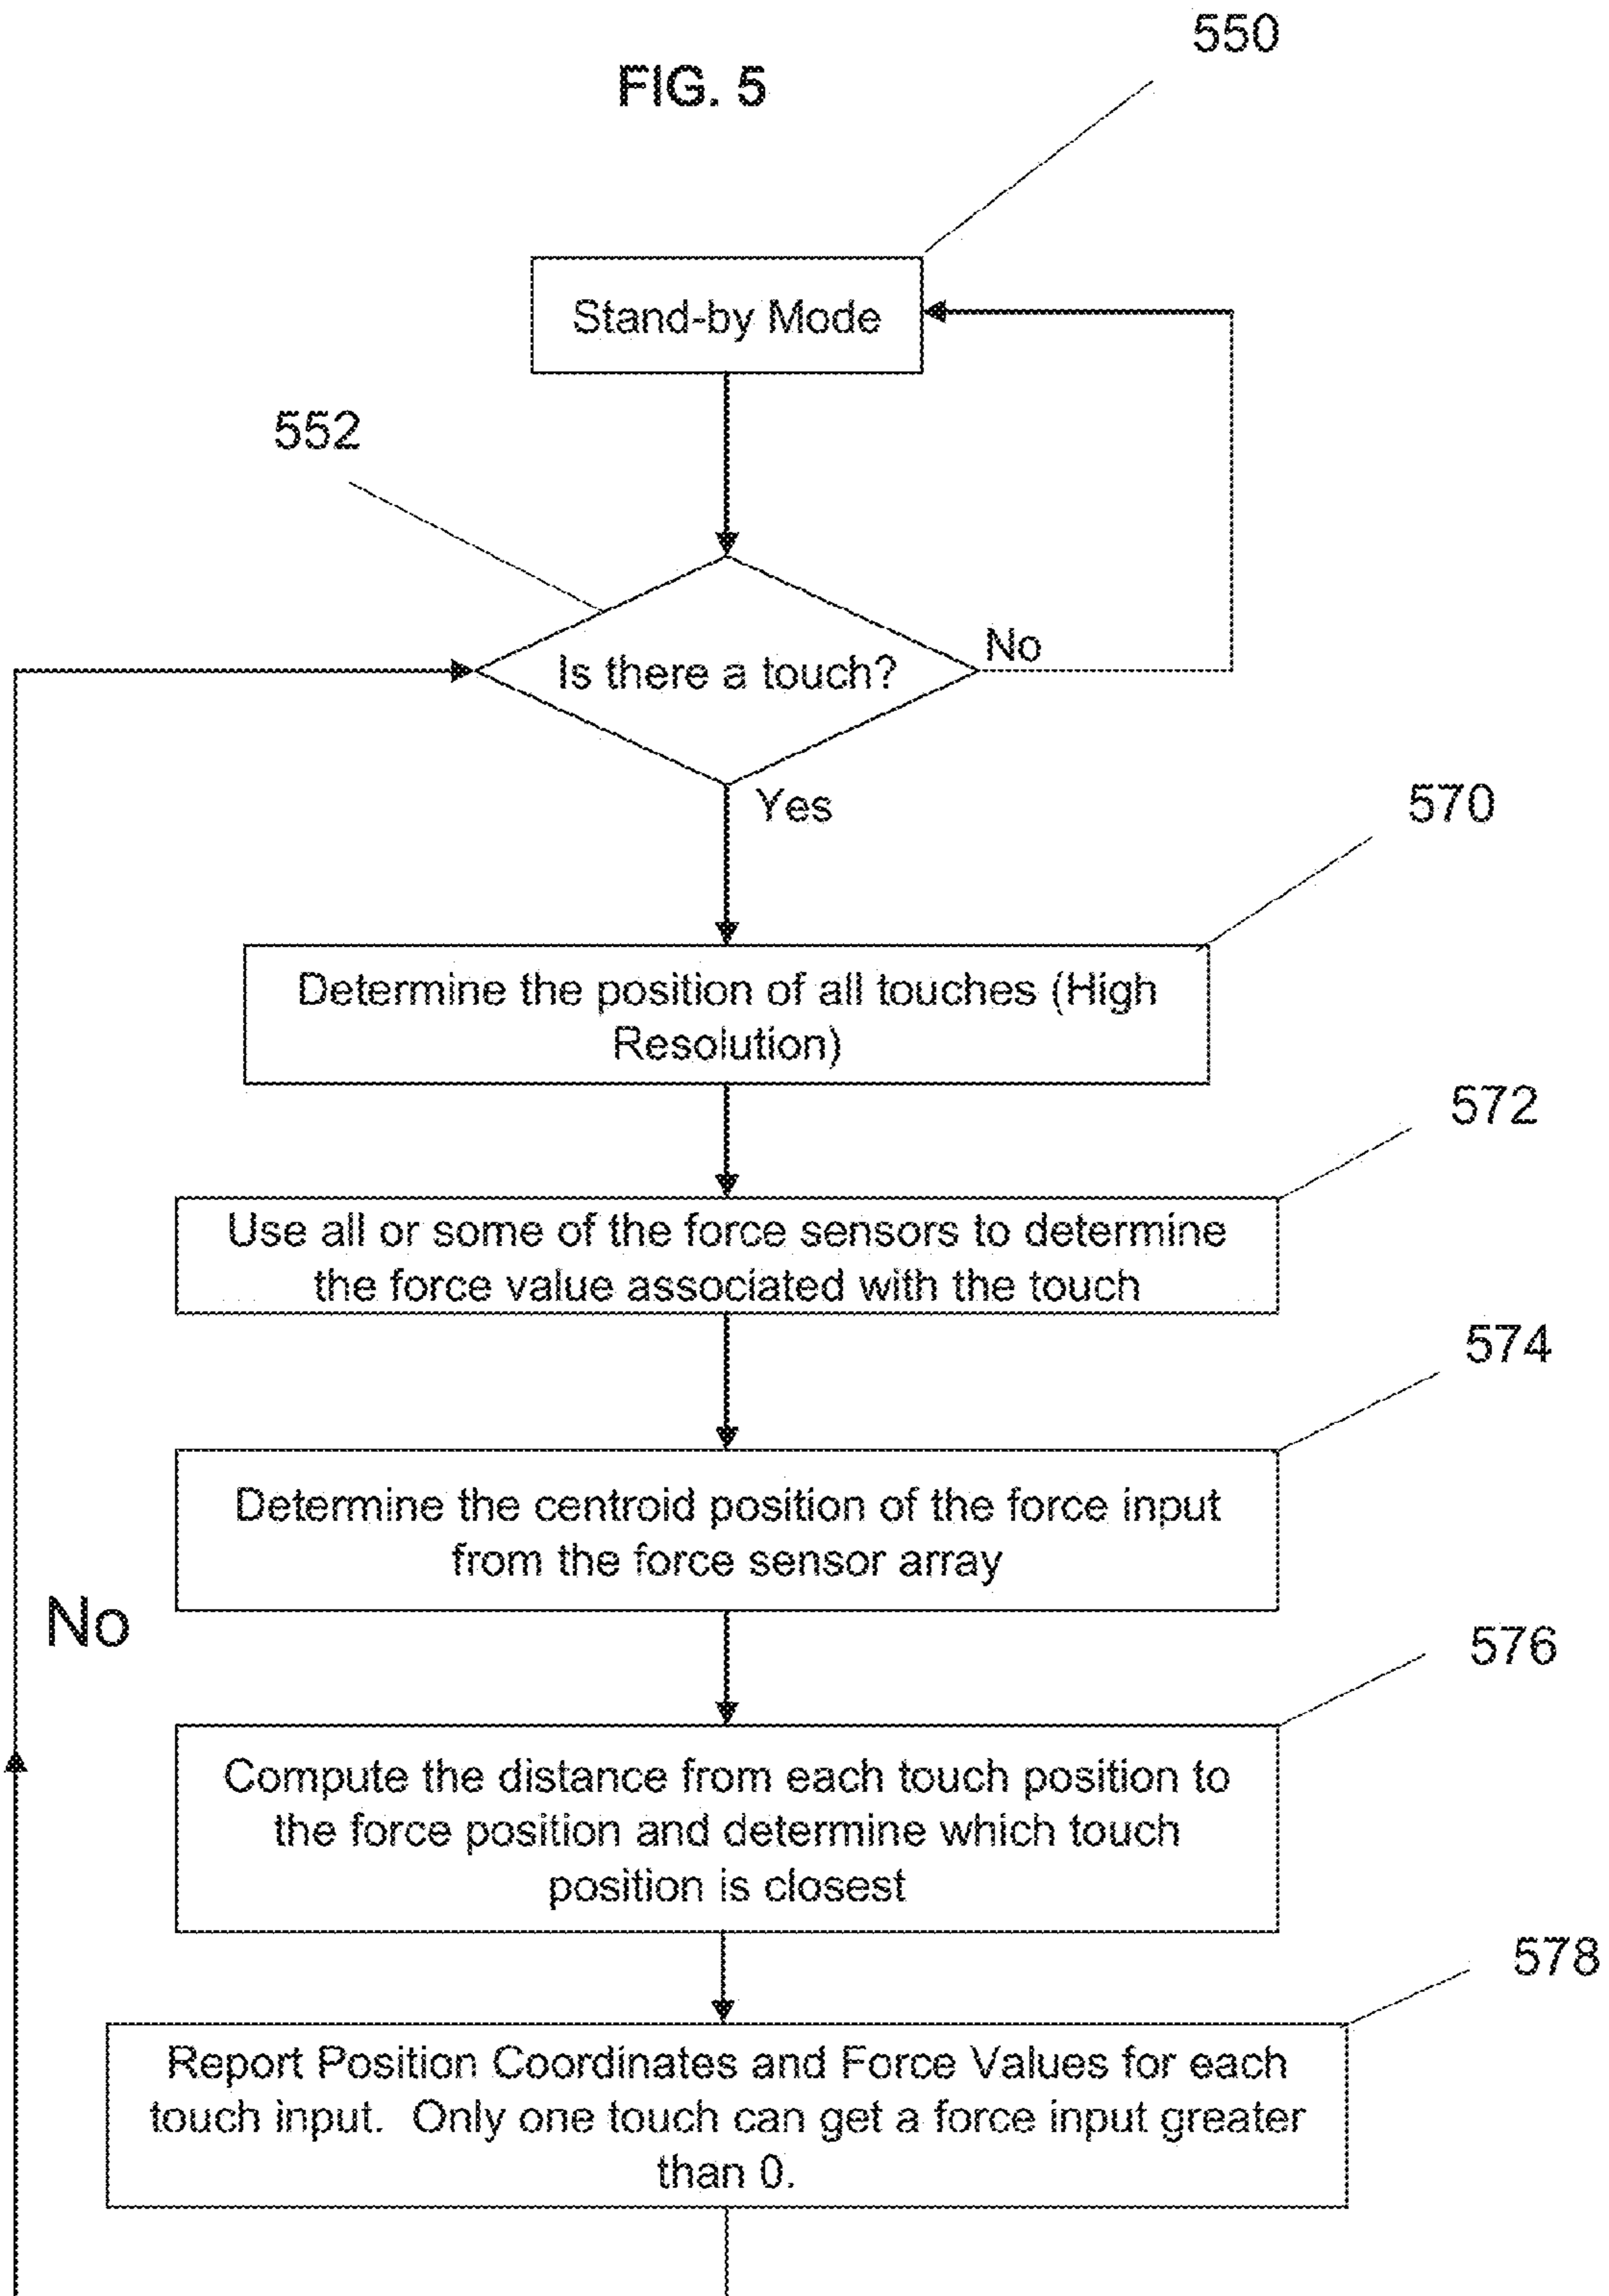 550
FIG. 5
Stand-by Mode
552
Is there a touch?
No
Yes
570
Determine the position of all touches (High
Resolution)
572
Use all or some of the force sensors to determine
the force value associated with the touch
574
Determine the centroid position of the force input
from the force sensor array
No
576
Compute the distance from each touch position to
the force position and determine which touch
position is closest
578
Report Position Coordinates and Force Values for each
touch input.  Only one touch can get a force input greater
than 0.